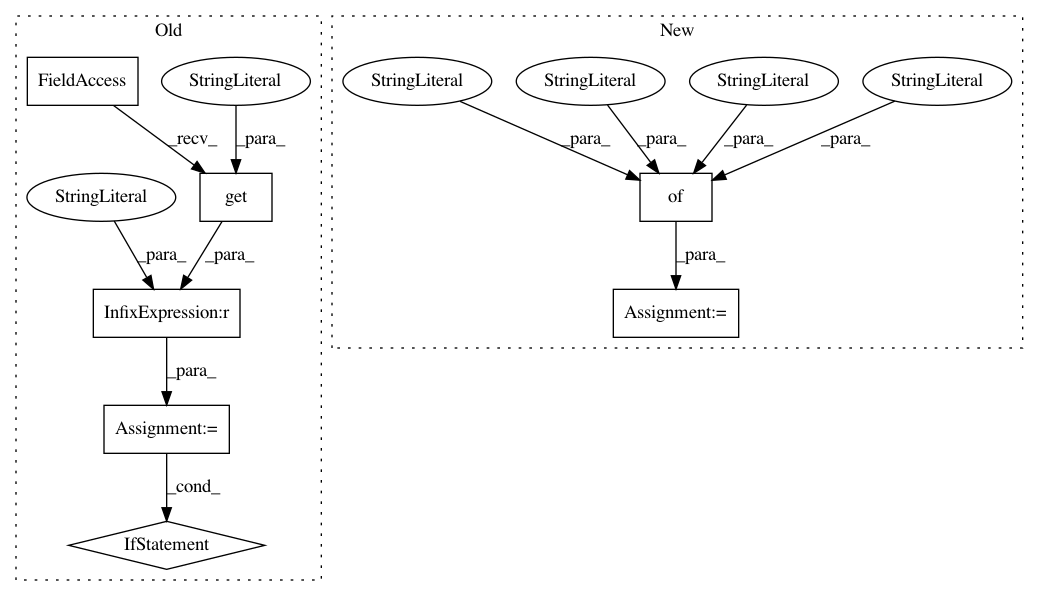 Old
New
FieldAccess
StringLiteral
StringLiteral
StringLiteral
StringLiteral
StringLiteral
_recv_
_para_
_para_
_para_
_para_
_para_
StringLiteral
get
of
_para_
_para_
_para_
InfixExpression:r
Assignment:=
_para_
Assignment:=
_cond_
IfStatement